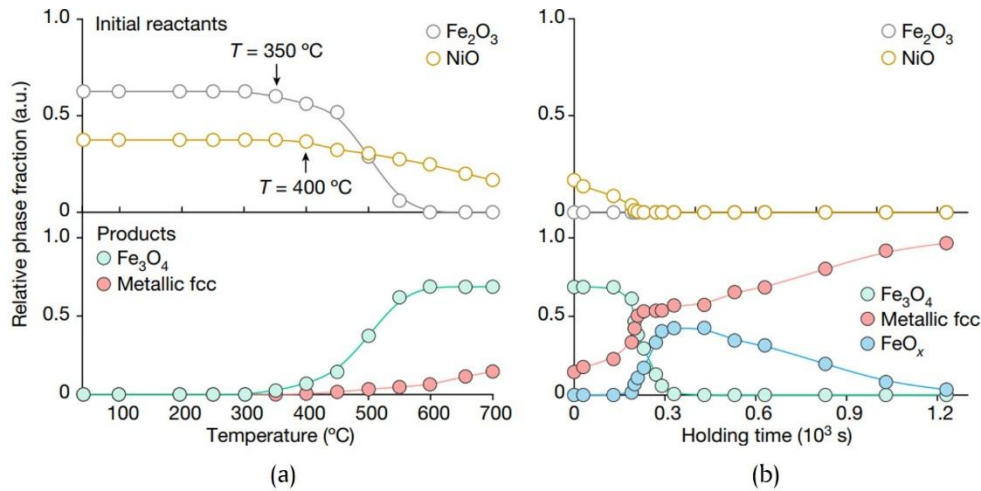 1.0
Initial reactants
Fe₂O₃
NiO
T = 350 ºC
0.5
T = 400 ºC
0
1.0
Products
Fe₃O₄
Metallic fcc
0.5
0
100 200 300 400 500 600 700
Temperature (ºC)
Relative phase fraction (a.u.)
(a)
1.0
Fe₂O₃
NiO
0.5
0
1.0
Fe₃O₄
Metallic fcc
FeOₓ
0.5
0
0 0.3 0.6 0.9 1.2
Holding time (10³ s)
(b)